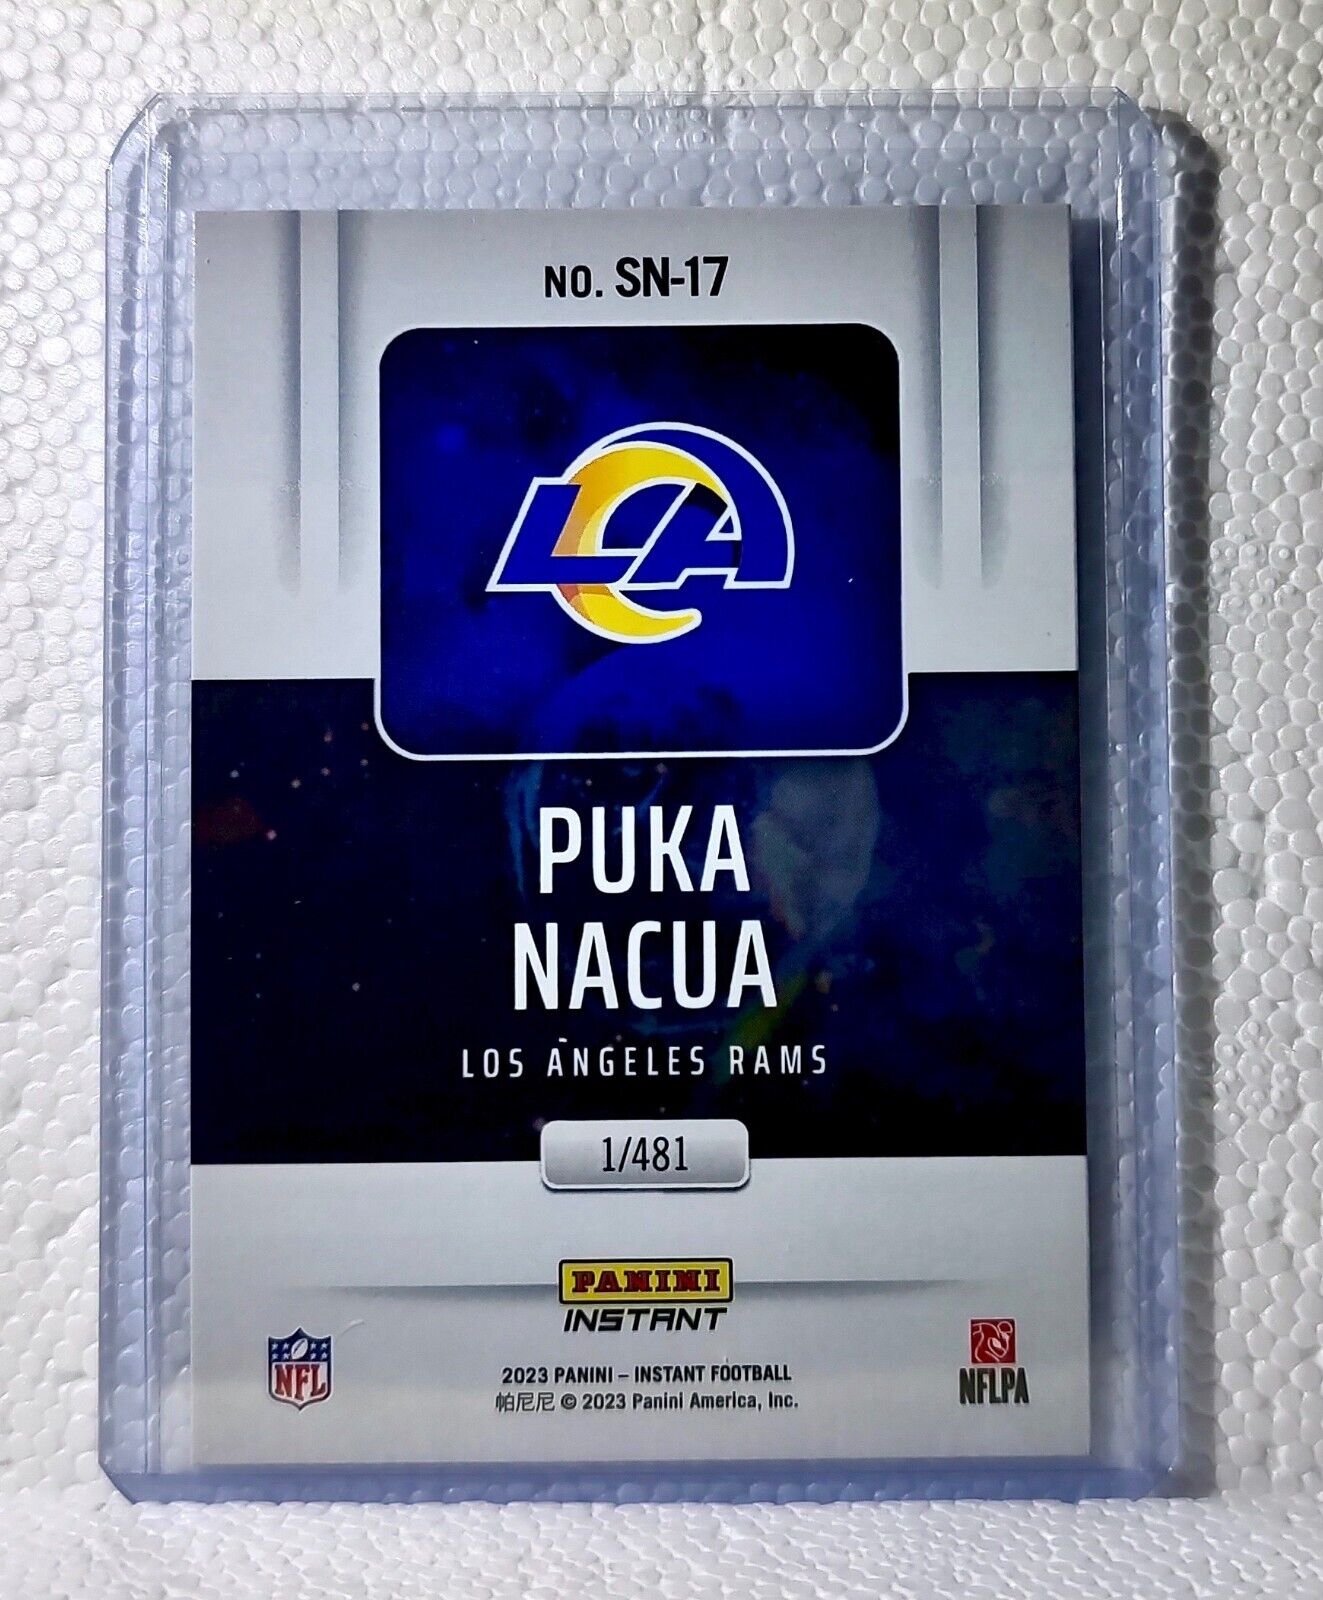 NO. SN-17
LA
PUKA
NACUA
LOS ANGELES RAMS
1/481
PANINI
INSTANT
NFL
NFLPA
2023 PANINI – INSTANT FOOTBALL
帕尼尼 © 2023 Panini America, Inc.